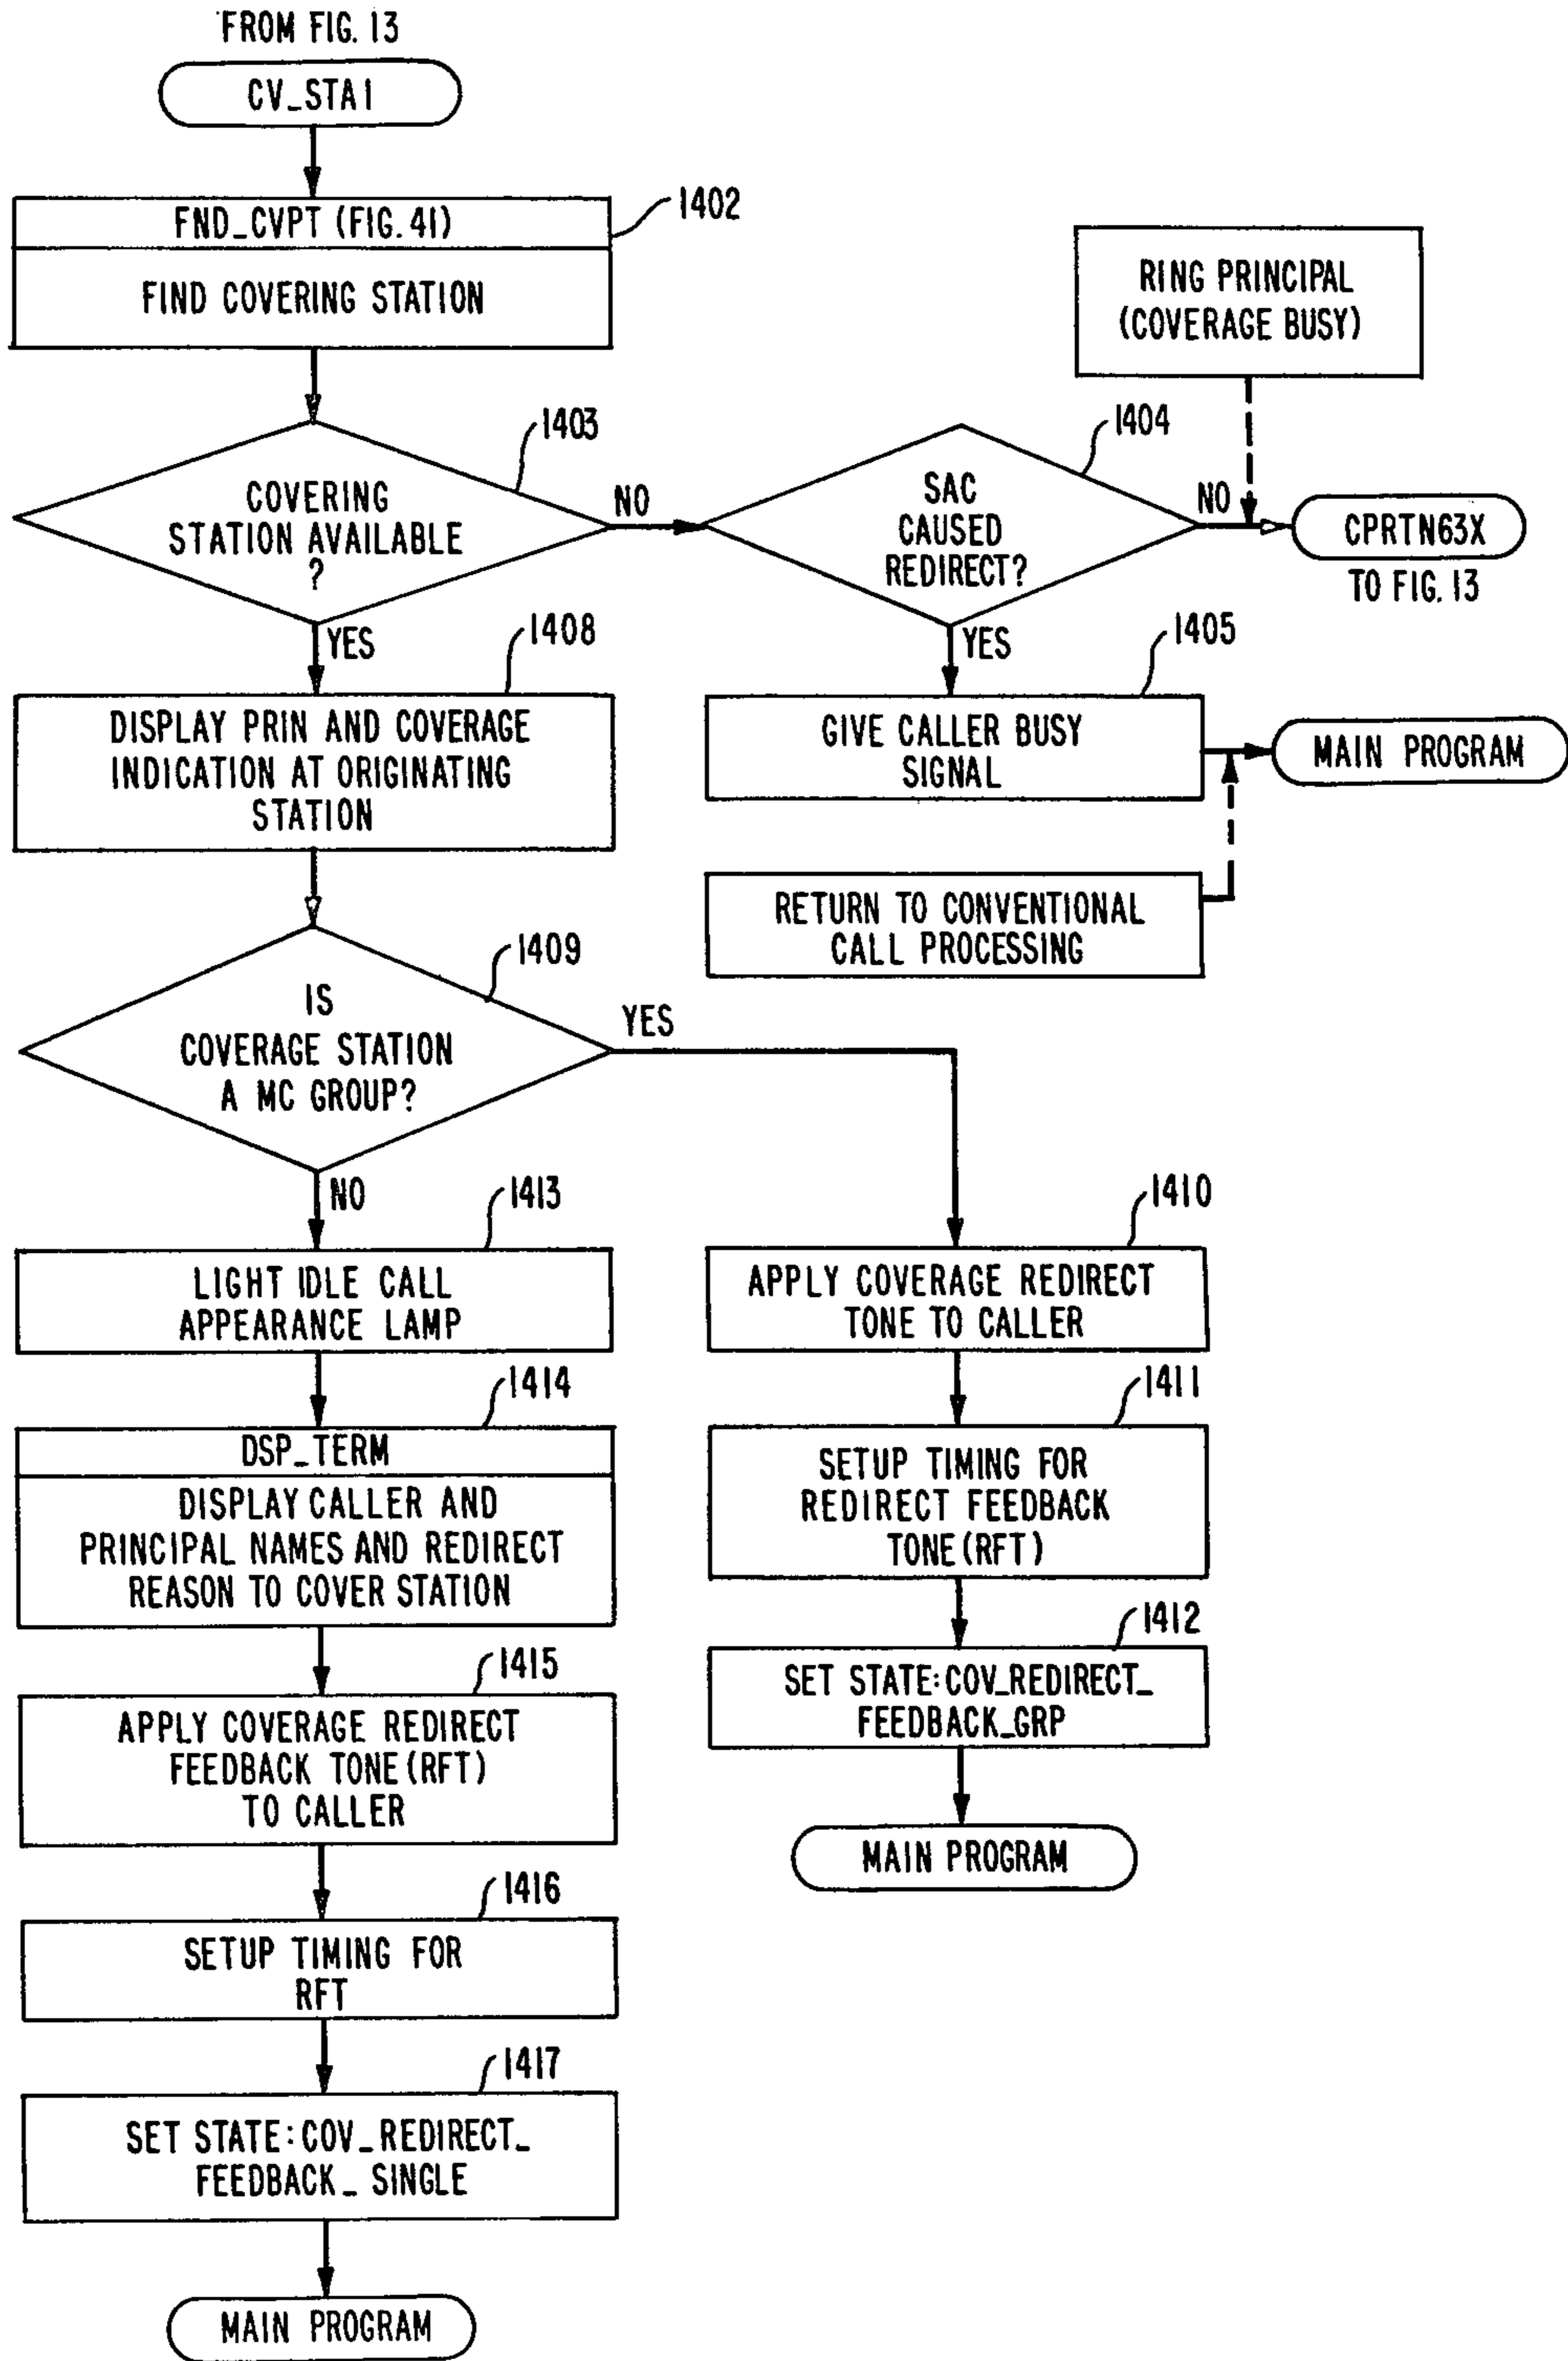 FROM FIG. 13
CV_STA1
FND_CVPT (FIG. 41)
1402
FIND COVERING STATION
RING PRINCIPAL
(COVERAGE BUSY)
1403
COVERING
STATION AVAILABLE
?
NO
1404
SAC
CAUSED
REDIRECT?
NO
CPRTN63X
TO FIG. 13
YES
1408
DISPLAY PRIN AND COVERAGE
INDICATION AT ORIGINATING
STATION
YES
1405
GIVE CALLER BUSY
SIGNAL
MAIN PROGRAM
RETURN TO CONVENTIONAL
CALL PROCESSING
1409
IS
COVERAGE STATION
A MC GROUP?
YES
NO
1413
LIGHT IDLE CALL
APPEARANCE LAMP
1410
APPLY COVERAGE REDIRECT
TONE TO CALLER
1414
DSP_TERM
DISPLAY CALLER AND
PRINCIPAL NAMES AND REDIRECT
REASON TO COVER STATION
1411
SETUP TIMING FOR
REDIRECT FEEDBACK
TONE (RFT)
1415
APPLY COVERAGE REDIRECT
FEEDBACK TONE (RFT)
TO CALLER
1412
SET STATE: COV_REDIRECT_
FEEDBACK_GRP
MAIN PROGRAM
1416
SETUP TIMING FOR
RFT
1417
SET STATE: COV_REDIRECT_
FEEDBACK_ SINGLE
MAIN PROGRAM